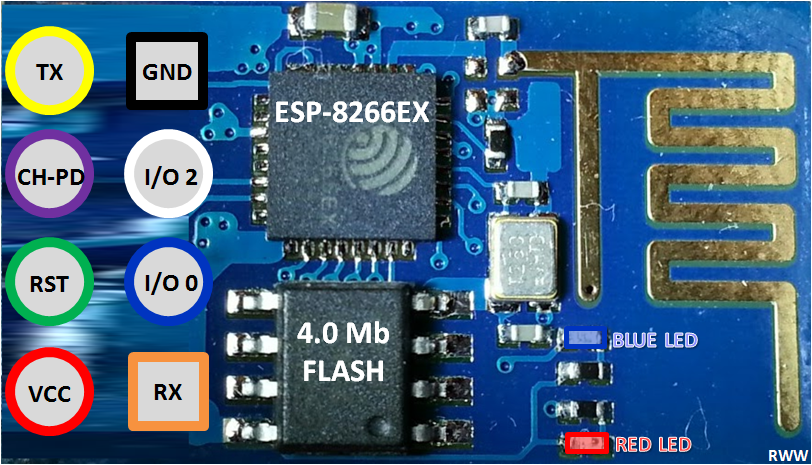 TX
GND
ESP-8266EX
CH-PD
I/O 2
RST
I/O 0
4.0 Mb
FLASH
BLUE LED
VCC
RX
RED LED
RWW